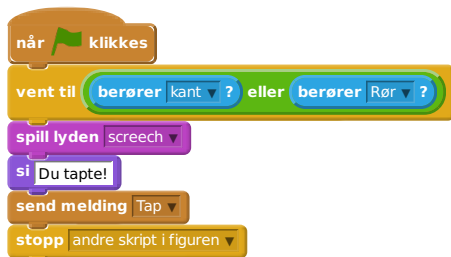 når klikkes
vent til berører kant ▼ ? eller berører Rør ▼ ?
spill lyden screech ▼
si Du tapte!
send melding Tap ▼
stopp andre skript i figuren ▼